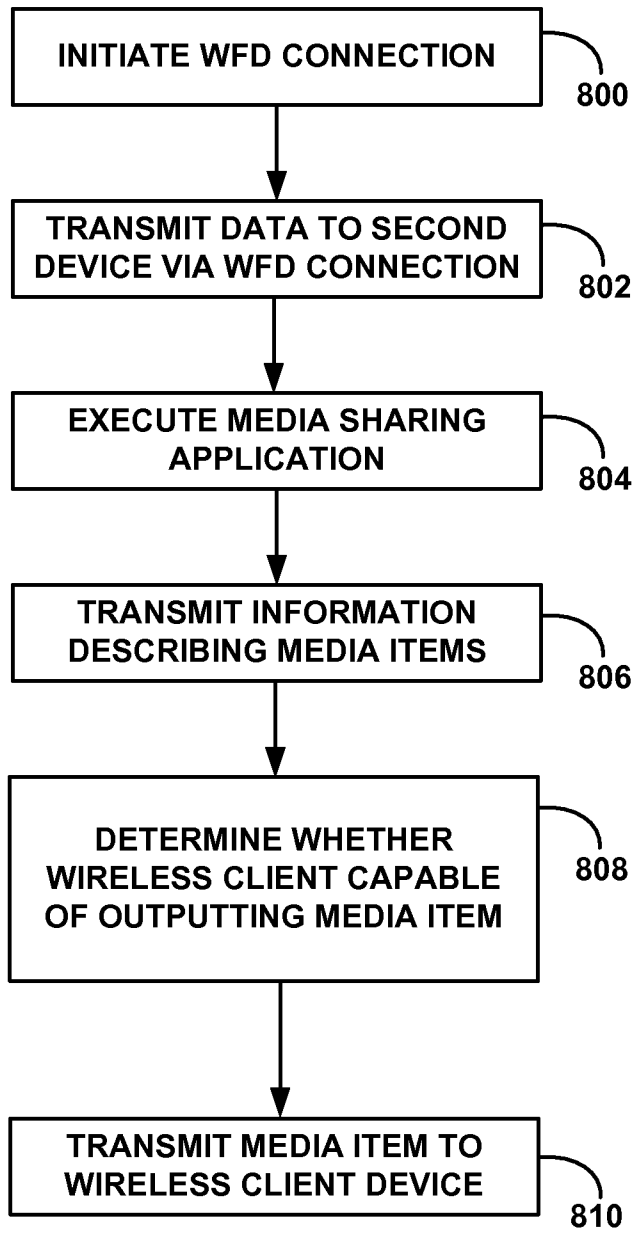 INITIATE WFD CONNECTION
800
TRANSMIT DATA TO SECOND
DEVICE VIA WFD CONNECTION
802
EXECUTE MEDIA SHARING
APPLICATION
804
TRANSMIT INFORMATION
DESCRIBING MEDIA ITEMS
806
DETERMINE WHETHER
WIRELESS CLIENT CAPABLE
OF OUTPUTTING MEDIA ITEM
808
TRANSMIT MEDIA ITEM TO
WIRELESS CLIENT DEVICE
810